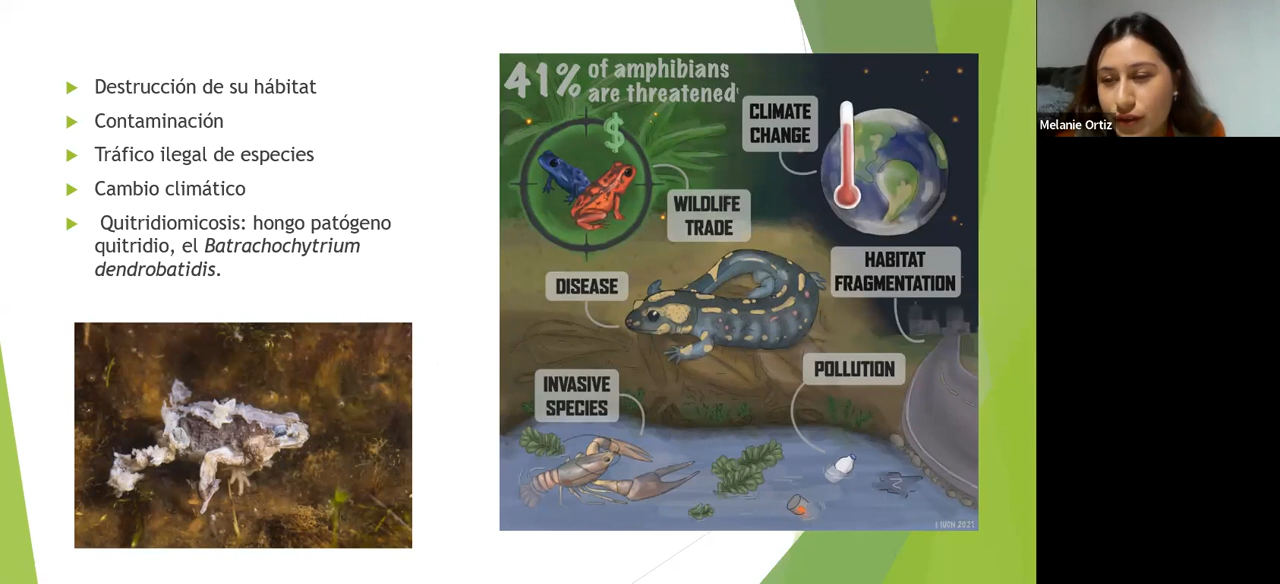 Destrucción de su hábitat
Contaminación
Tráfico ilegal de especies
Cambio climático
Quitridiomicosis: hongo patógeno
quitridio, el Batrachochytrium
dendrobatidis.
41% of amphibians
are threatened
CLIMATE
CHANGE
$
WILDLIFE
TRADE
HABITAT
FRAGMENTATION
DISEASE
POLLUTION
INVASIVE
SPECIES
2021
Melanie Ortiz